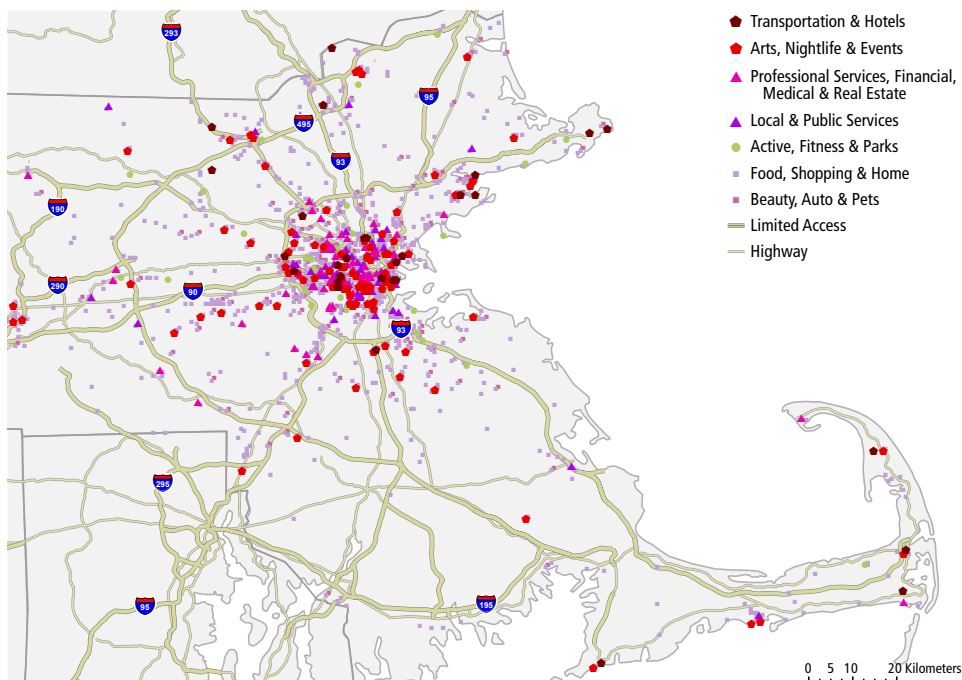 293
95
495
93
190
290
90
93
295
95
195
Transportation & Hotels
Arts, Nightlife & Events
Professional Services, Financial,
Medical & Real Estate
Local & Public Services
Active, Fitness & Parks
Food, Shopping & Home
Beauty, Auto & Pets
Limited Access
Highway
0 5 10 20 Kilometers